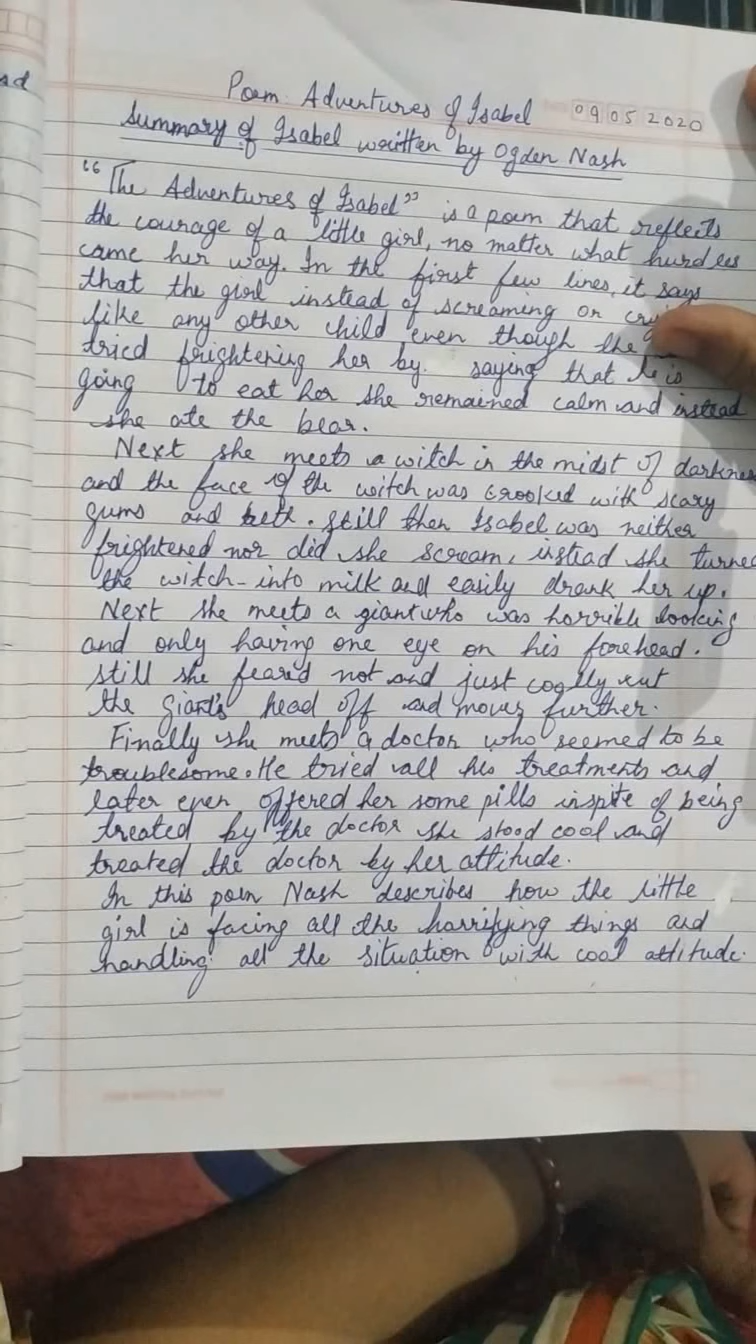 ad
Poem Adventures of Isabel
09 05 2020
Summary of Isabel written by Ogden Nash
"The Adventures of Isabel" is a poem that reflects
the courage of a little girl, no matter what hurdles
came her way. In the first few lines, it says
that the girl instead of screaming or
like any other child even though the
tried frightening her by saying that he is
going to eat her she remained calm and instead
she ate the bear.
Next she meets a witch in the midst of
and the face of the witch was crooked with scary
gums and teeth. Still then Isabel was neither
frightened nor did she scream, instead she turned
the witch into milk and easily drank her up.
Next she meets a giant who was horrible looking
and only having one eye on his forehead.
Still she feared not and just coolly cut
the giant's head off and moves further.
Finally she meets a doctor who seemed to be
troublesome. He tried all his treatments and
later even offered her some pills inspite of being
treated by the doctor she stood cool and
treated the doctor by her attitude.
In this poem Nash describes how the little
girl is facing all the horrifying things and
handling all the situation with cool attitude.